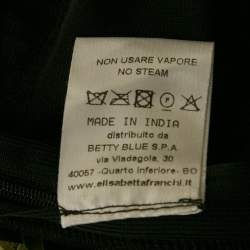 NON USARE VAPORE
NO STEAM
MADE IN INDIA
distribuito da
BETTY BLUE S.P.A.
via Viadagola, 30
40057 -Quarto inferiore- BO
www.elisabettafranchi.it